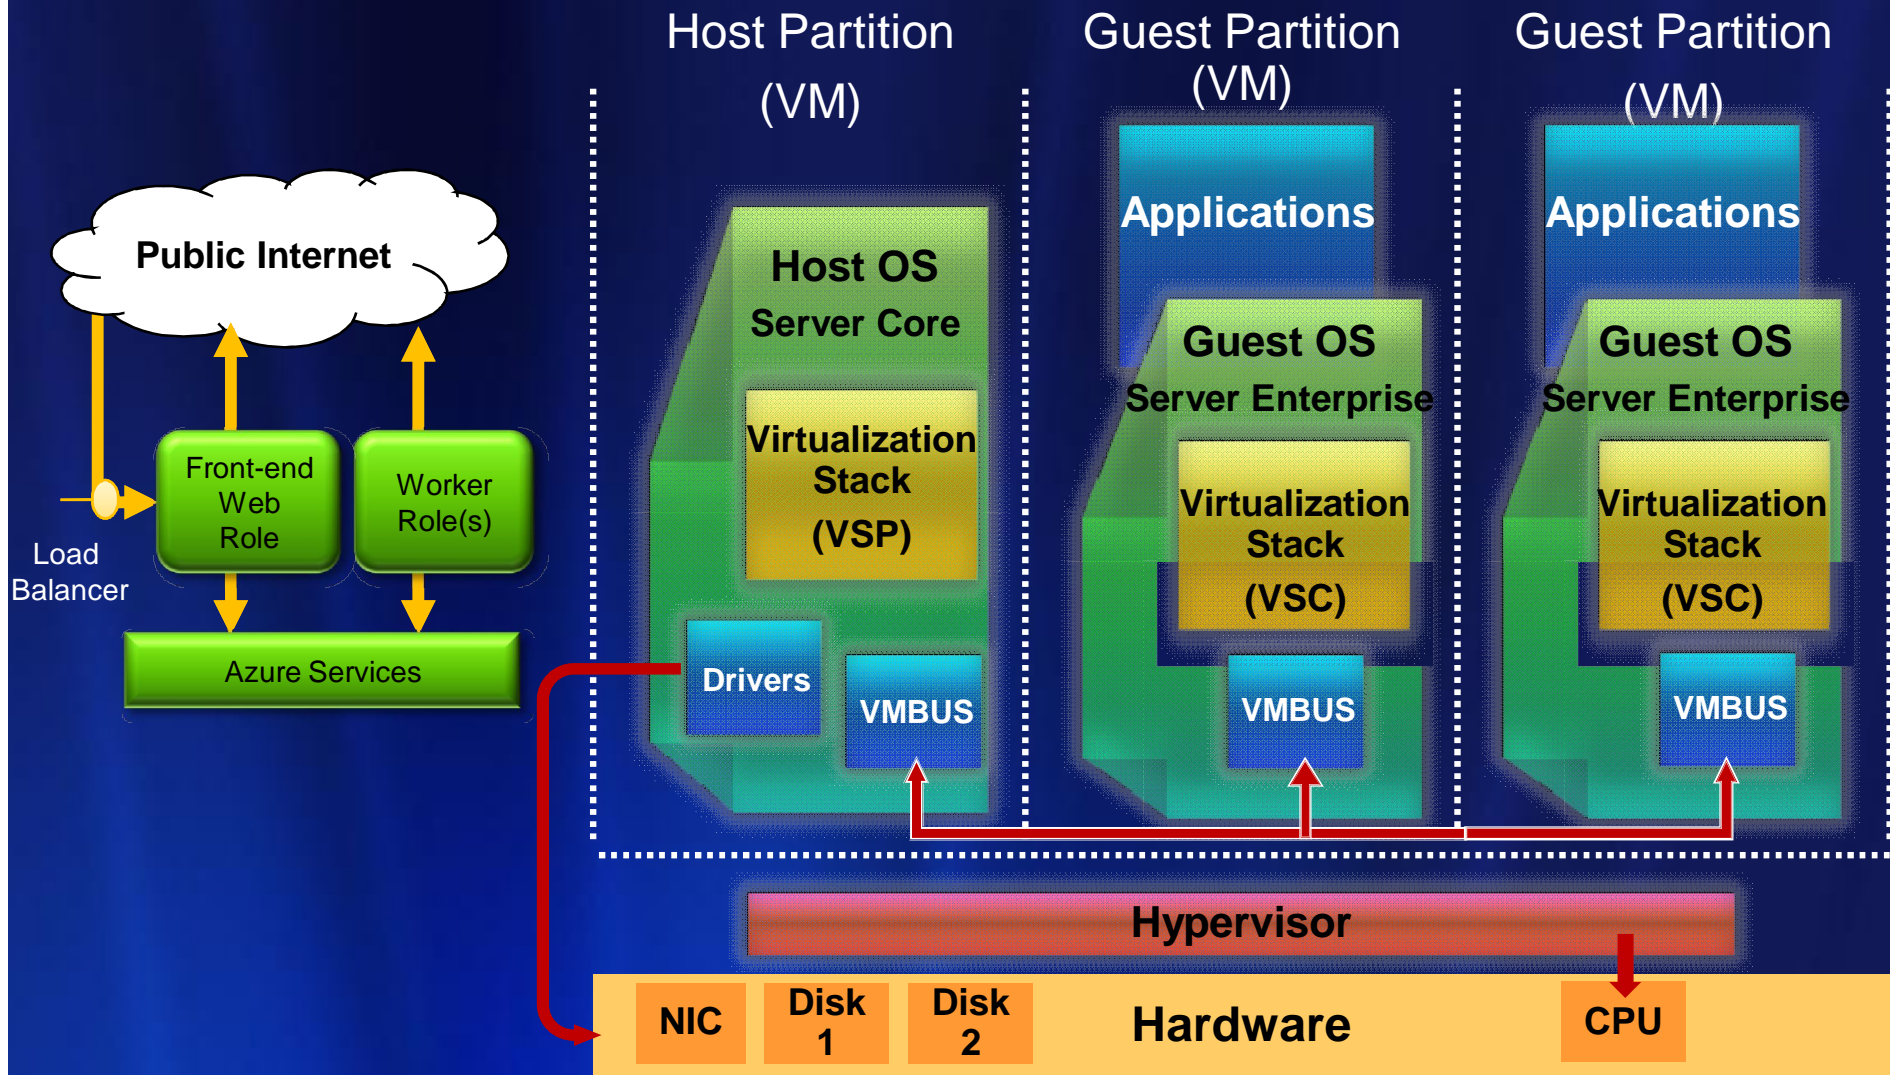 Host Partition
(VM)
Guest Partition
(VM)
Guest Partition
(VM)
Public Internet
Front-end
Web
Role
Worker
Role(s)
Load
Balancer
Azure Services
Host OS
Server Core
Virtualization
Stack
(VSP)
Drivers
VMBUS
Applications
Guest OS
Server Enterprise
Virtualization
Stack
(VSC)
VMBUS
Applications
Guest OS
Server Enterprise
Virtualization
Stack
(VSC)
VMBUS
Hypervisor
NIC
Disk
1
Disk
2
Hardware
CPU